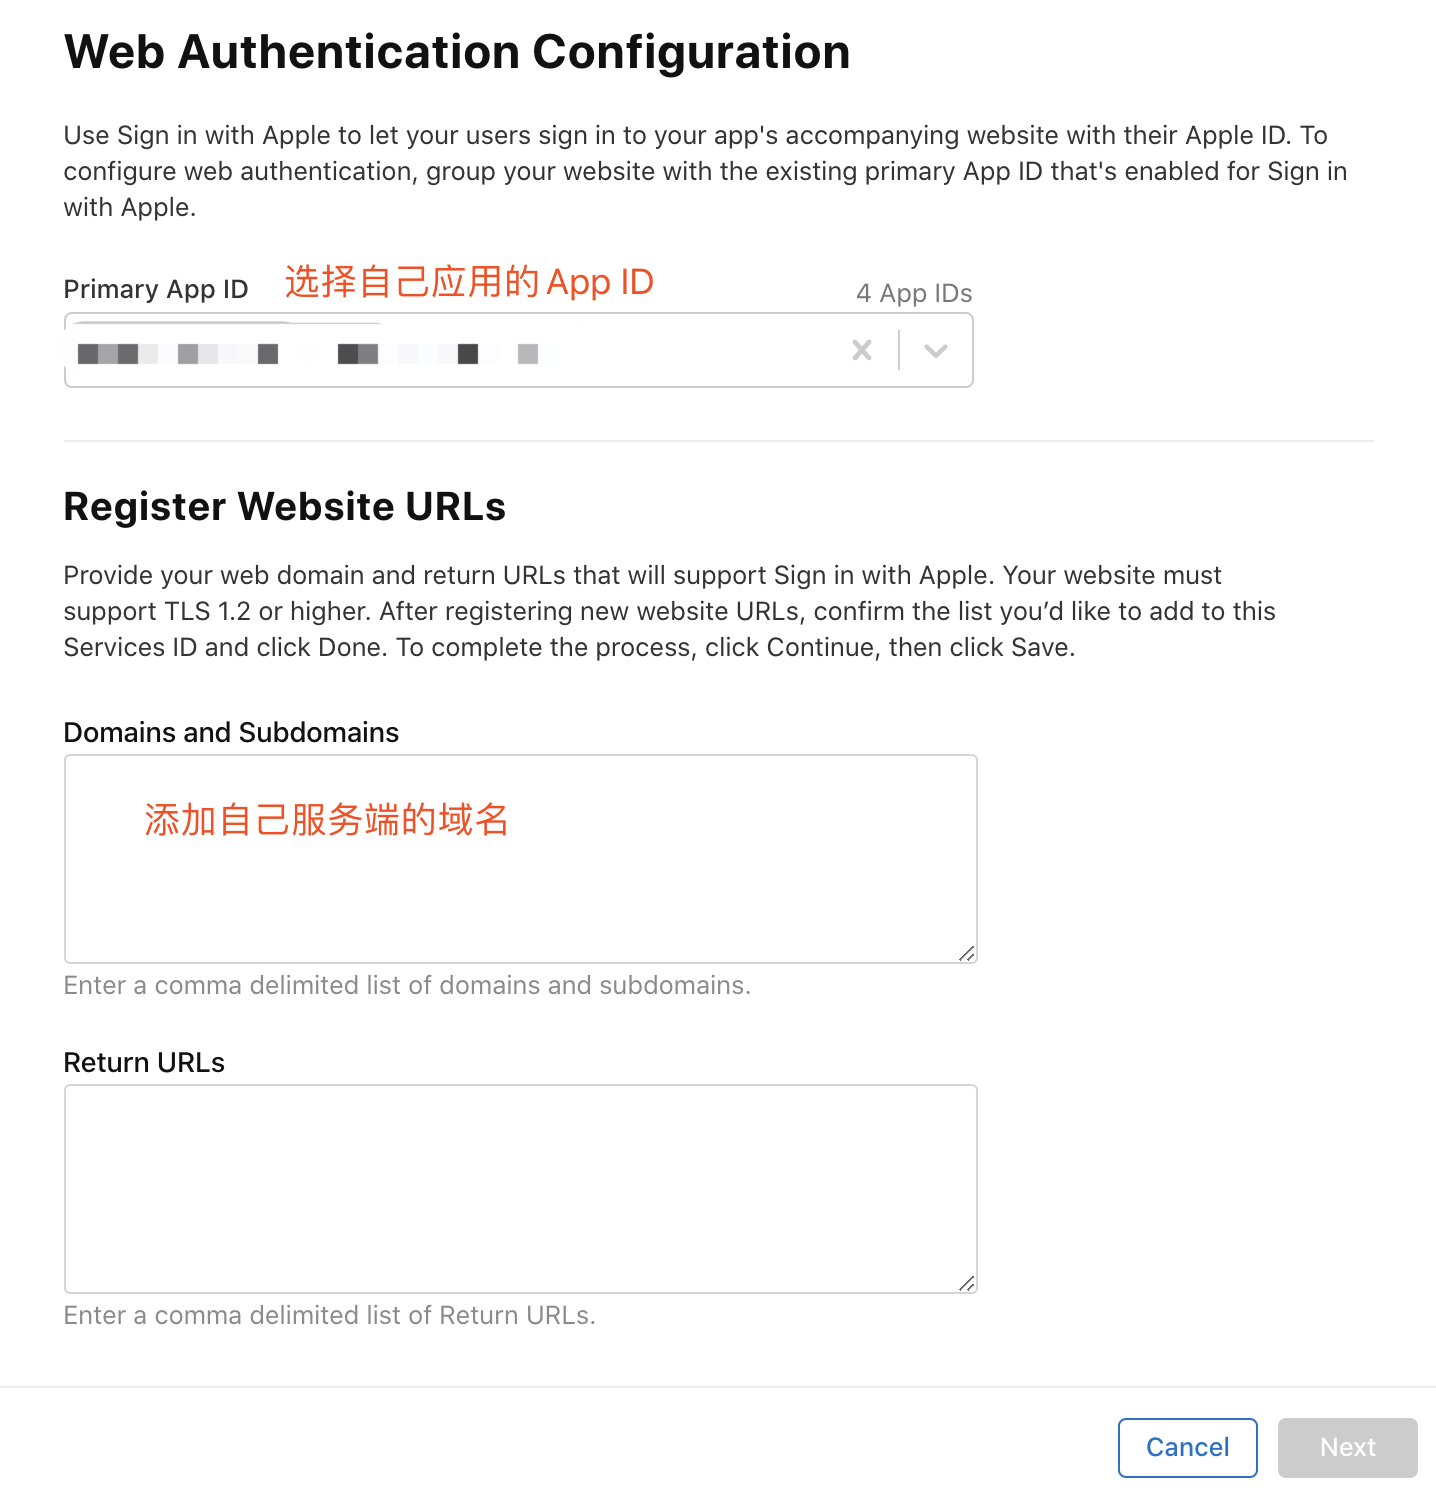 Web Authentication Configuration
Use Sign in with Apple to let your users sign in to your app's accompanying website with their Apple ID. To
configure web authentication, group your website with the existing primary App ID that's enabled for Sign in
with Apple.
Primary App ID
选择自己应用的App ID
4 App IDs
Register Website URLs
Provide your web domain and return URLs that will support Sign in with Apple. Your website must
support TLS 1.2 or higher. After registering new website URLs, confirm the list you’d like to add to this
Services ID and click Done. To complete the process, click Continue, then click Save.
Domains and Subdomains
添加自己服务端的域名
Enter a comma delimited list of domains and subdomains.
Return URLs
Enter a comma delimited list of Return URLs.
Cancel
Next